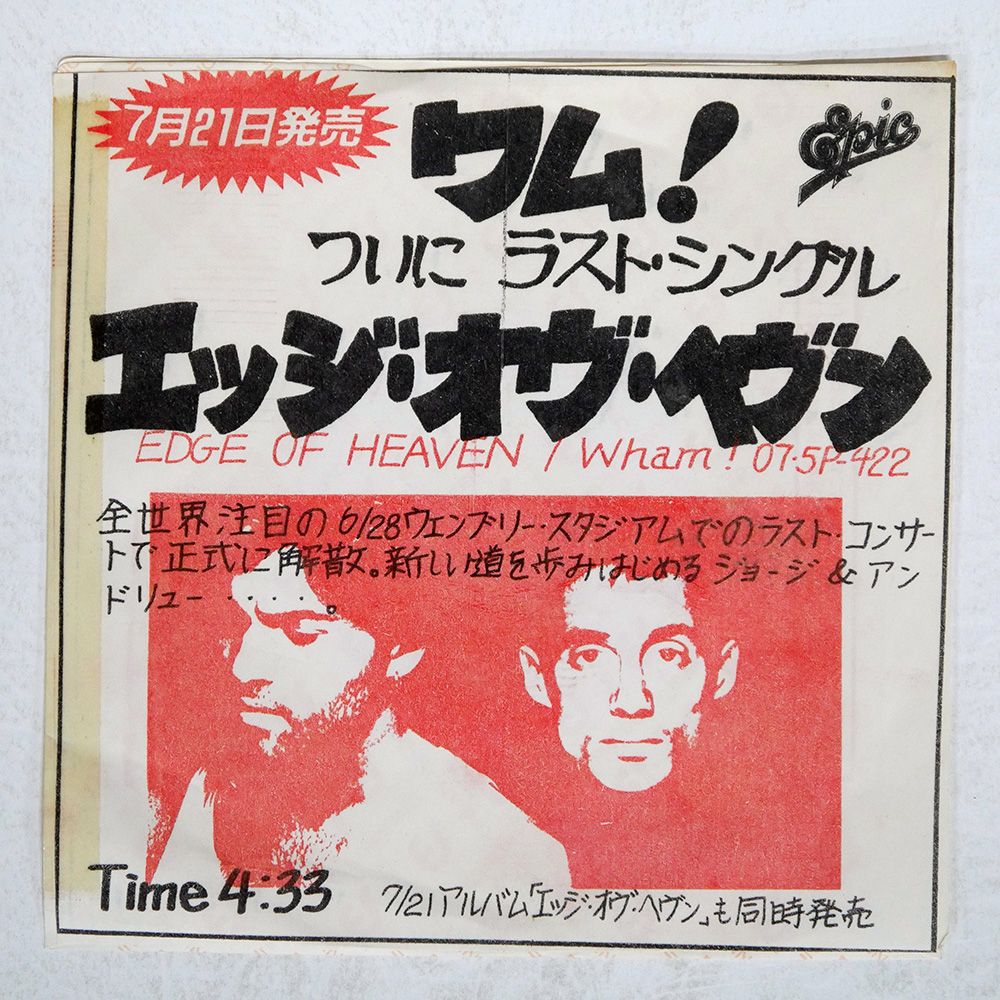 7月21日発売
ワム!
Epic
ついに ラスト・シングル
エッジ・オヴ・ヘヴン
EDGE OF HEAVEN / Wham! 07・5P-422
全世界注目の6/28ウェンブリー・スタジアムでのラスト・コンサー
トで正式に解散。新しい道を歩みはじめるジョージ&アン
ドリュー・・・・・。
Time 4:33
7/21アルバム「エッジ・オヴ・ヘヴン」も同時発売